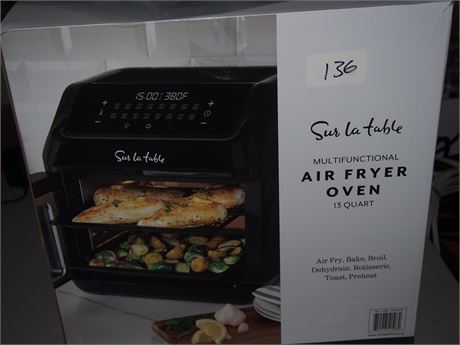 136
15:00 380F
Sur la table
Sur la table
MULTIFUNCTIONAL
AIR FRYER
OVEN
13 QUART
Air Fry, Bake, Broil,
Dehydrate, Rotisserie,
Toast, Preheat